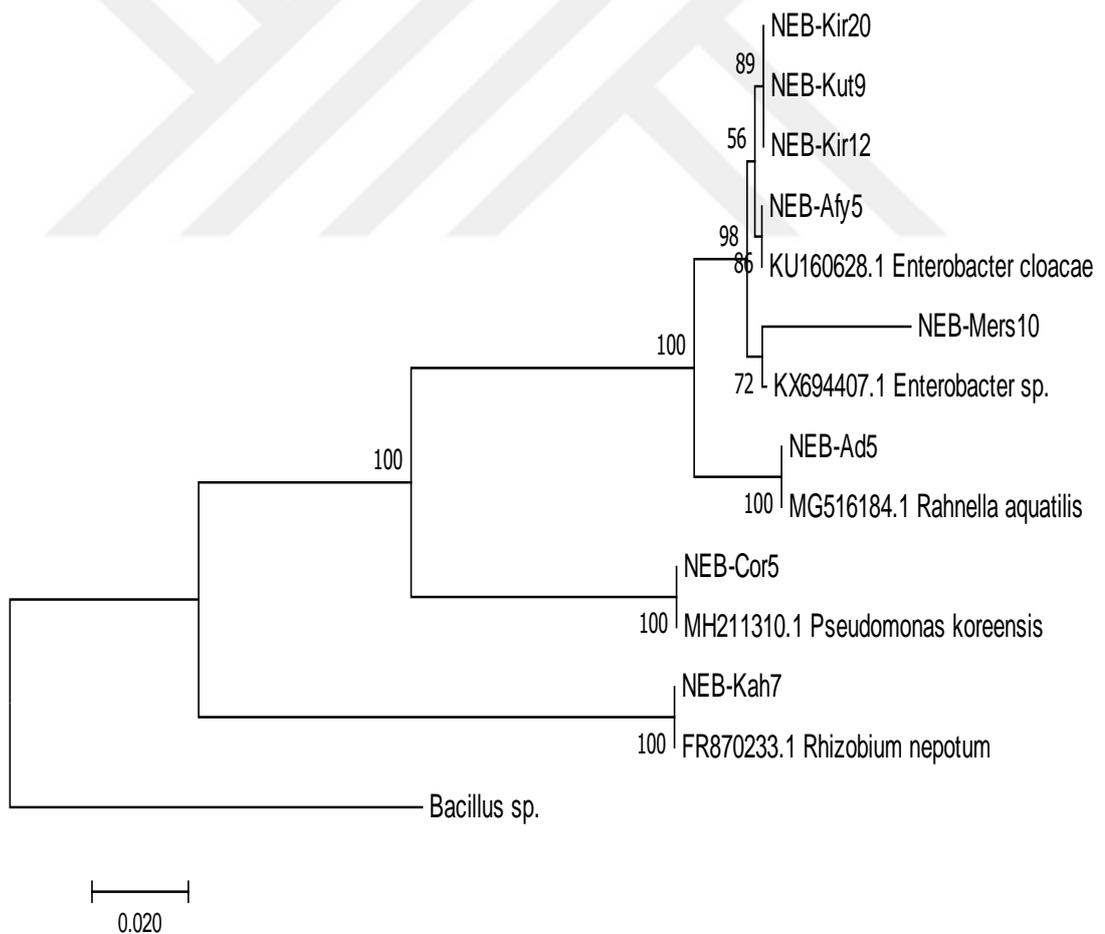 NEB-Kir20
89
NEB-Kut9
56
NEB-Kir12
NEB-Afy5
98
86
KU160628.1 Enterobacter cloacae
NEB-Mers10
100
72
KX694407.1 Enterobacter sp.
NEB-Ad5
100
100
MG516184.1 Rahnella aquatilis
NEB-Cor5
100
MH211310.1 Pseudomonas koreensis
NEB-Kah7
100
FR870233.1 Rhizobium nepotum
Bacillus sp.
0.020